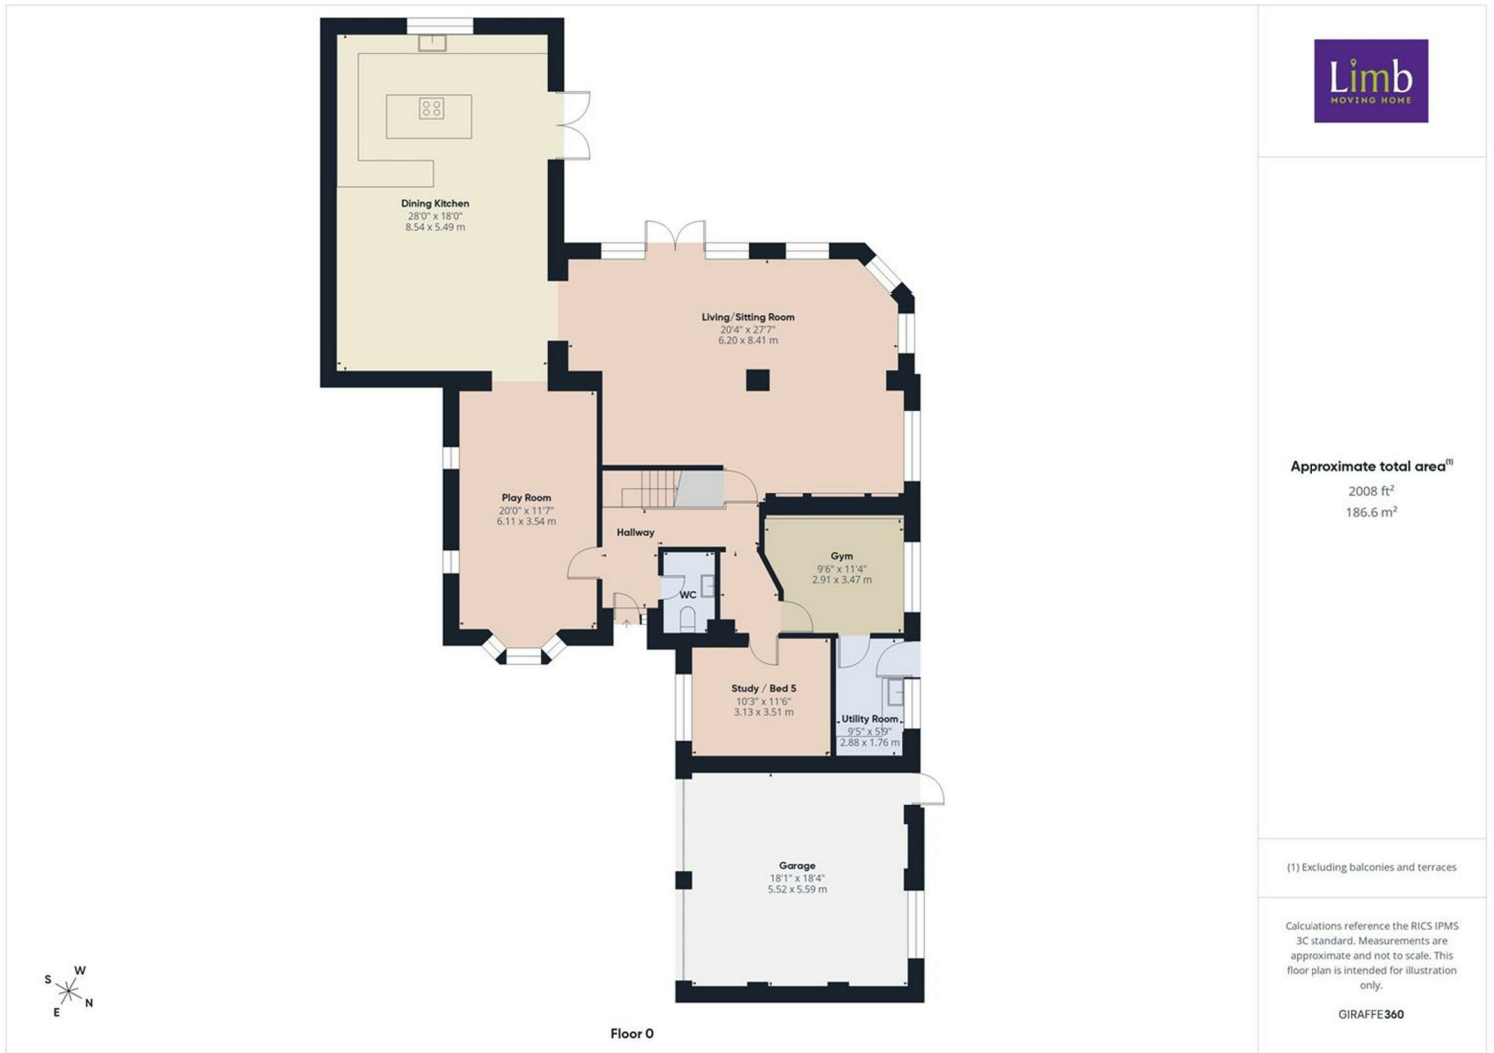 Limb
MOVING HOME
Dining Kitchen
28'0" x 18'0"
8.54 x 5.49 m
Living/Sitting Room
20'4" x 27'7"
6.20 x 8.41 m
Play Room
20'0" x 11'7"
6.11 x 3.54 m
Hallway
WC
Gym
9'6" x 11'4"
2.91 x 3.47 m
Study / Bed 5
10'3" x 11'6"
3.13 x 3.51 m
Utility Room
9'5" x 5'9"
2.88 x 1.76 m
Garage
18'1" x 18'4"
5.52 x 5.59 m
S W
E N
Floor 0
Approximate total area(1)
2008 ft²
186.6 m²
(1) Excluding balconies and terraces
Calculations reference the RICS IPMS
3C standard. Measurements are
approximate and not to scale. This
floor plan is intended for illustration
only.
GIRAFFE360